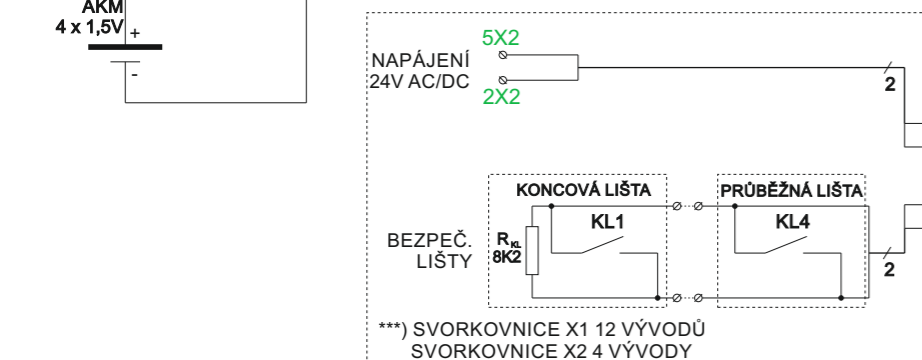 AKM
4 x 1,5V
+
-
5X2
NAPÁJENÍ
24V AC/DC
2X2
2
KONCOVÁ LIŠTA
PRŮBĚŽNÁ LIŠTA
KL1
KL4
BEZPEČ.
LIŠTY
R KL
8K2
2
***) SVORKOVNICE X1 12 VÝVODŮ
SVORKOVNICE X2 4 VÝVODY